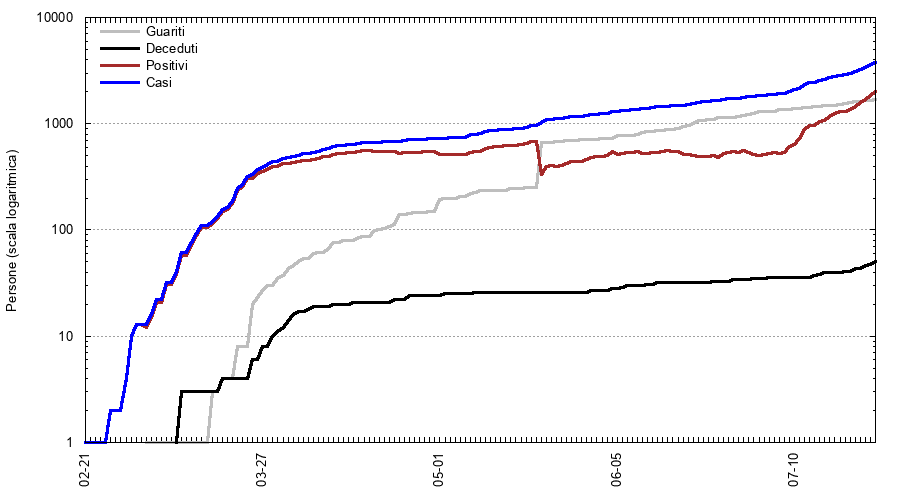 10000
1000
100
10
1
Persone (scala logaritmica)
Guariti
Deceduti
Positivi
Casi
02-21
03-27
05-01
06-05
07-10